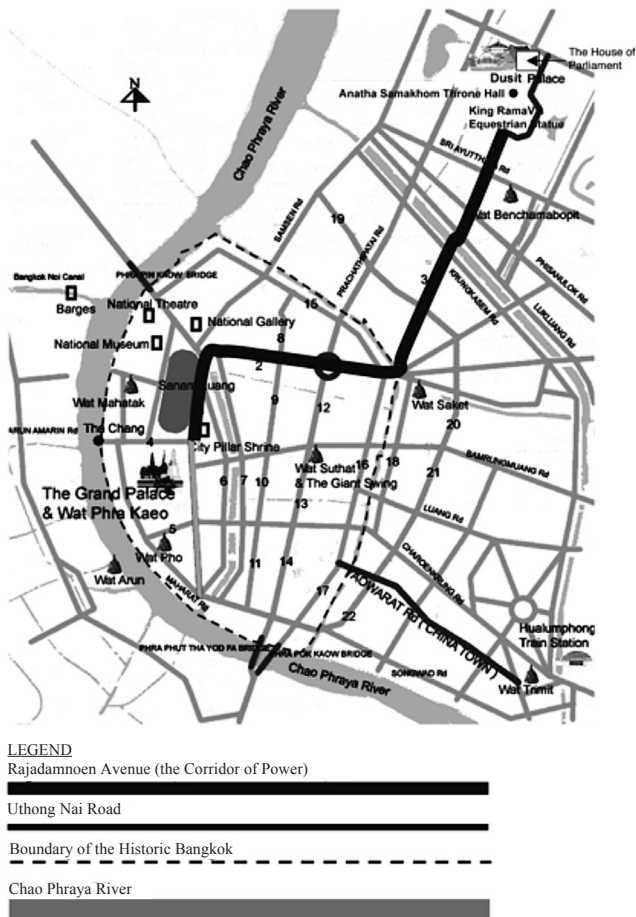 The House of
Parliament
Dusit Palace
Anatha Samakhom Throne Hall
King RamaV's
Equestrian Statue
N
Chao Phraya River
SRI AYUTTHAYA Rd
Wat Benchamabopit
SAMSEN Rd
19
PRACHATHIPATAI Rd
3
KRUNGKASEM Rd
PHISANULOK Rd
LUKLUANG Rd
Bangkok Noi Canal
Barges
PHRA PIN KAOW BRIDGE
National Theatre
National Gallery
National Museum
15
8
2
Sanam Luang
Wat Mahatak
9
12
Wat Saket
ARUN AMARIN Rd
Tha Chang
4
City Pillar Shrine
20
The Grand Palace
& Wat Phra Kaeo
6
7
10
Wat Suthat
& The Giant Swing
16
18
21
BAMRUNGMUANG Rd
13
LUANG Rd
5
Wat Pho
Wat Arun
MAHARAT Rd
11
14
17
22
CHAROENKRUNG Rd
YAOWARAT Rd (CHINA TOWN)
Hualumphong
Train Station
PHRA PHUT THA YOD FA BRIDGE
PHRA POK KAOW BRIDGE
Chao Phraya River
SONGWAD Rd
Wat Trimit
LEGEND
Rajadamnoen Avenue (the Corridor of Power)
Uthong Nai Road
Boundary of the Historic Bangkok
Chao Phraya River